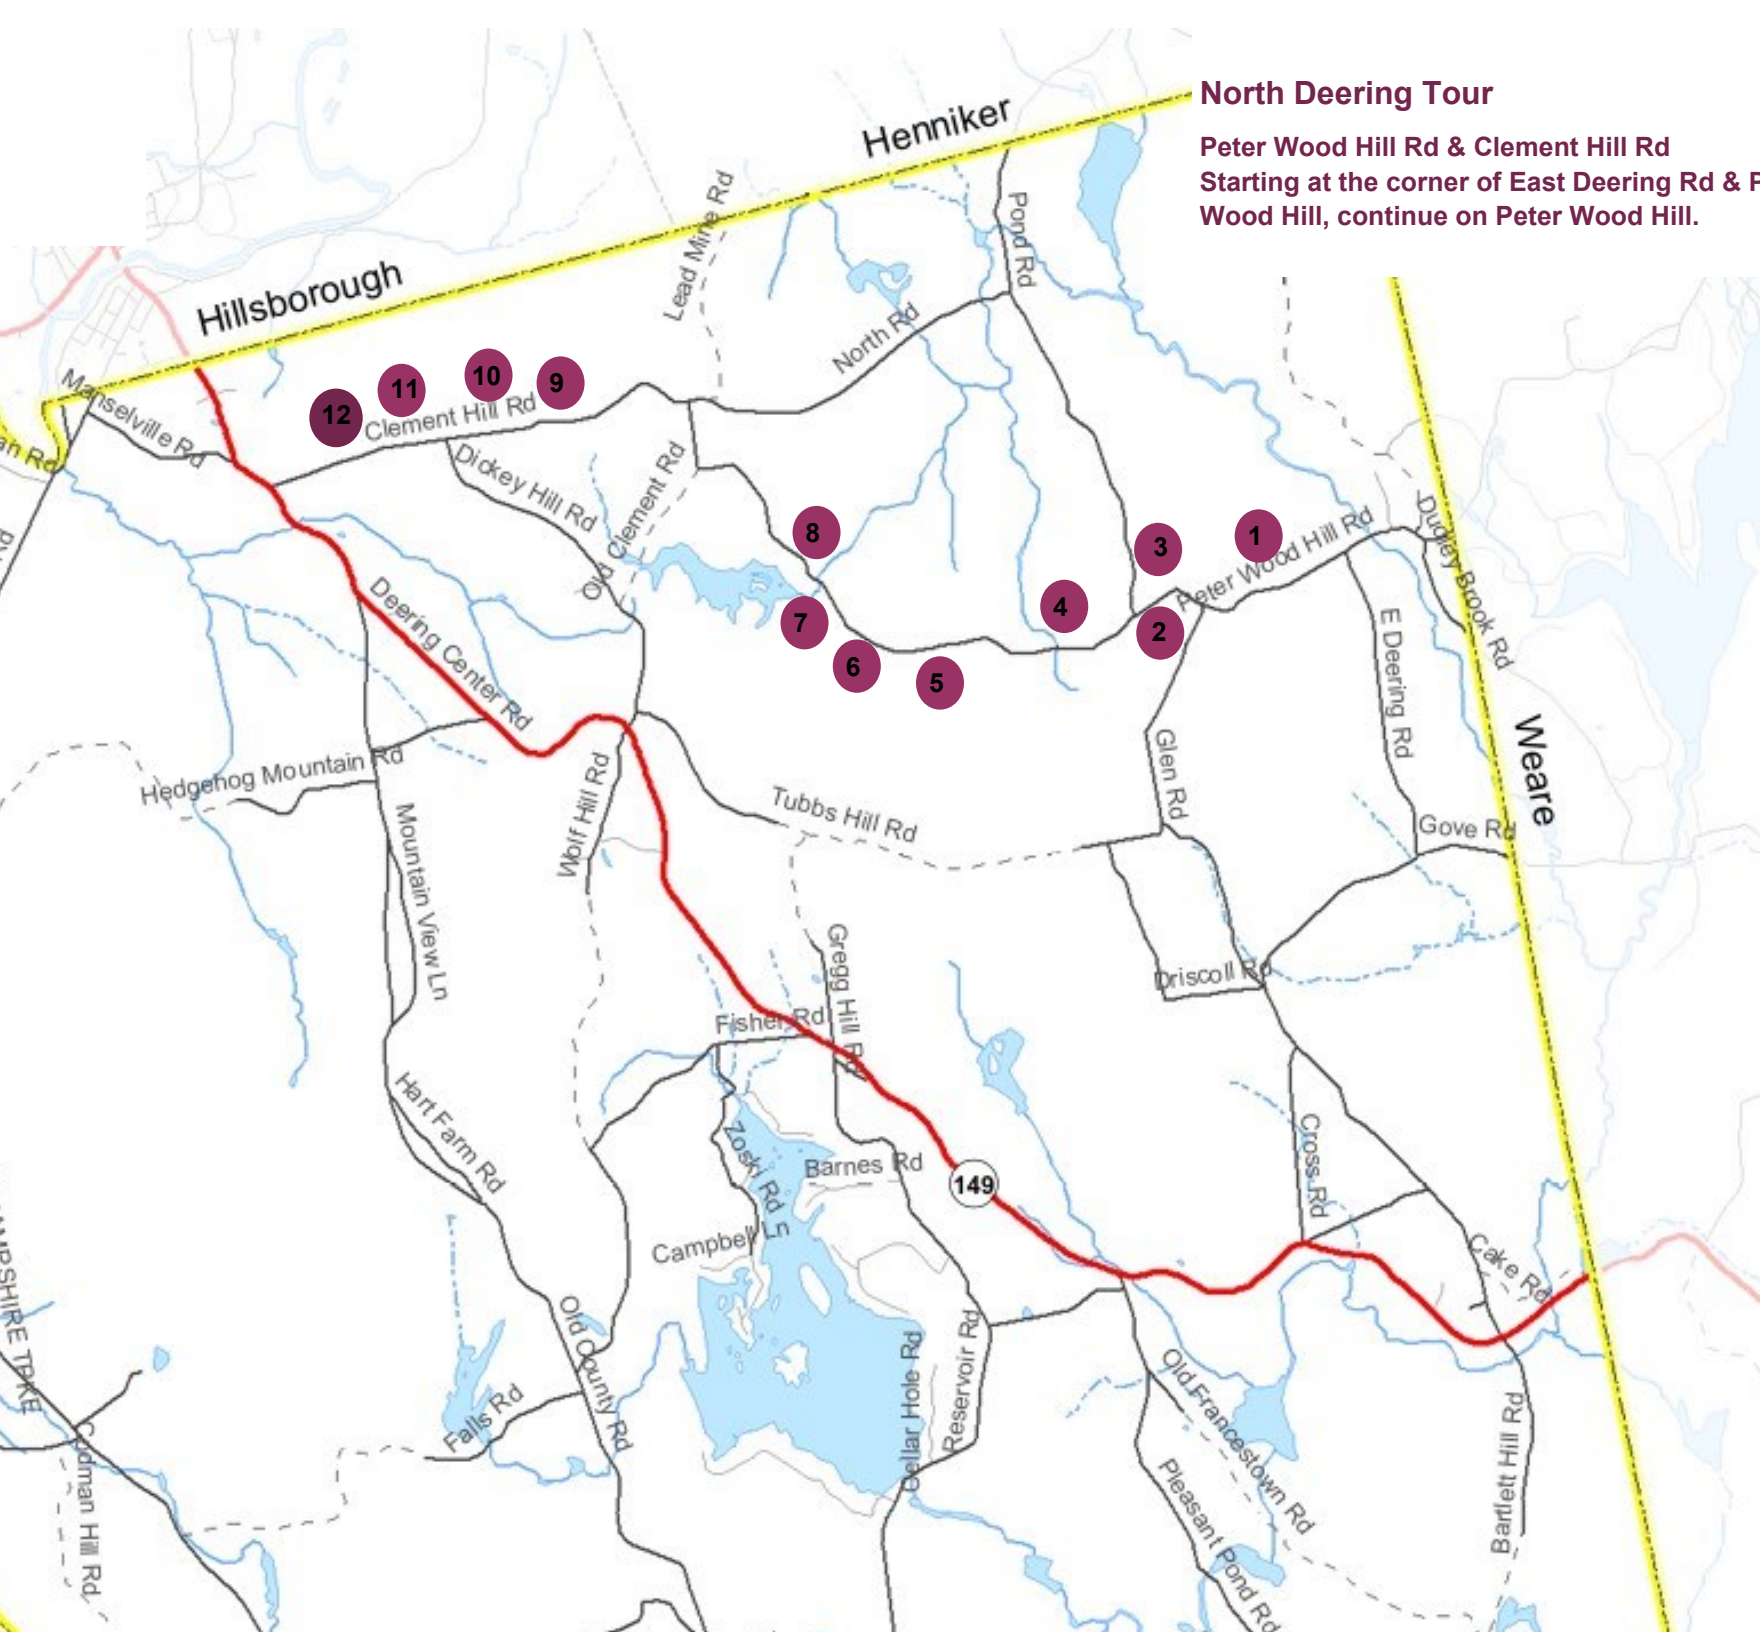 North Deering Tour
Peter Wood Hill Rd & Clement Hill Rd
Starting at the corner of East Deering Rd & P
Wood Hill, continue on Peter Wood Hill.
Henniker
Hillsborough
Weare
Lead Mine Rd
Pond Rd
North Rd
Manselville Rd
ah Rd
Rd
12
11
10
9
Clement Hill Rd
Dickey Hill Rd
Old Clement Rd
8
7
6
5
4
3
2
1
Peter Wood Hill Rd
Dudley Brook Rd
E Deering Rd
Deering Center Rd
Glen Rd
Gove Rd
Hedgehog Mountain Rd
Wolf Hill Rd
Tubbs Hill Rd
Mountain View Ln
Gregg Hill Rd
Driscoll Rd
Fisher Rd
Hart Farm Rd
Zoski Rd
Ln
Barnes Rd
149
Cross Rd
Campbell
Cake Rd
AMPSHIRE TPKE
Old County Rd
Falls Rd
Cellar Hole Rd
Reservoir Rd
Old Francestown Rd
Pleasant Pond Rd
Bartlett Hill Rd
Codman Hill Rd